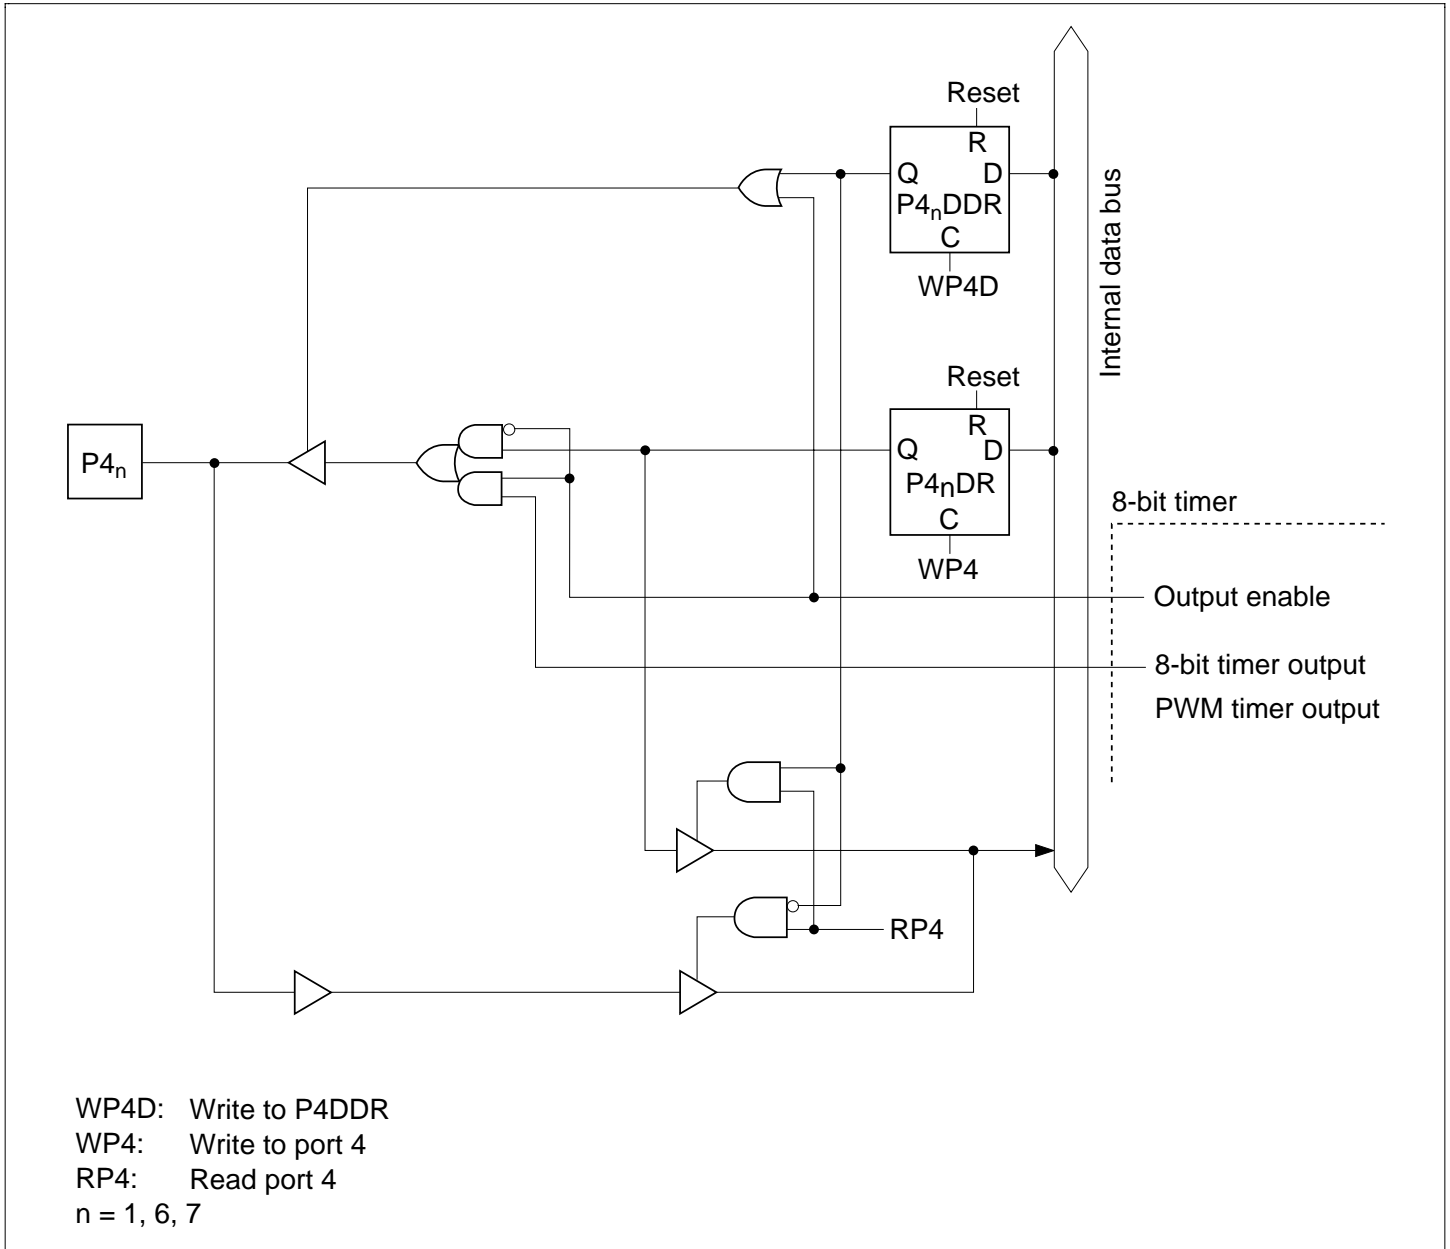 Reset
R
Q D
P4nDDR
C
WP4D
Internal data bus
Reset
R
Q D
P4nDR
C
WP4
P4n
8-bit timer
Output enable
8-bit timer output
PWM timer output
RP4
WP4D: Write to P4DDR
WP4: Write to port 4
RP4: Read port 4
n = 1, 6, 7